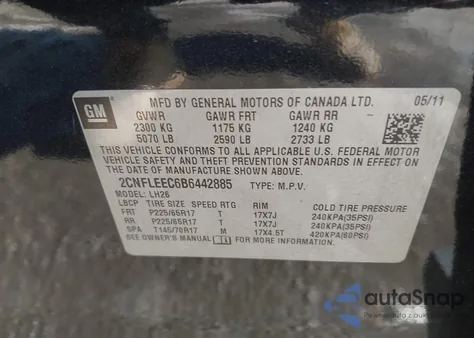 GM
MFD BY GENERAL MOTORS OF CANADA LTD. 05/11
GVWR GAWR FRT GAWR RR
2300 KG 1175 KG 1240 KG
5070 LB 2590 LB 2733 LB
THIS VEHICLE CONFORMS TO ALL APPLICABLE U.S. FEDERAL MOTOR
VEHICLE SAFETY AND THEFT PREVENTION STANDARDS IN EFFECT
ON THE DATE OF MANUFACTURE SHOWN ABOVE.
2CNFLEEC6B6442885 TYPE: M.P.V.
MODEL: LH26
LBCP TIRE SIZE SPEED RTG RIM COLD TIRE PRESSURE
FRT P225/65R17 T 17X7J 240KPA(35PSI)
RR P225/65R17 T 17X7J 240KPA(35PSI)
SPA T145/70R17 M 17X4.5T 420KPA(60PSI)
SEE OWNER'S MANUAL FOR MORE INFORMATION.
autoSnap